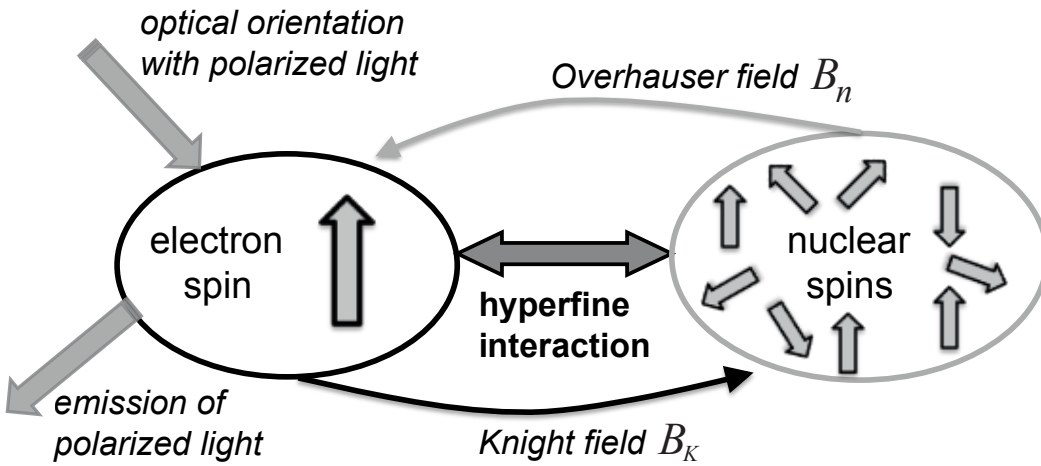 optical orientation
with polarized light
Overhauser field B_n
electron
spin
nuclear
spins
hyperfine
interaction
emission of
polarized light
Knight field B_K